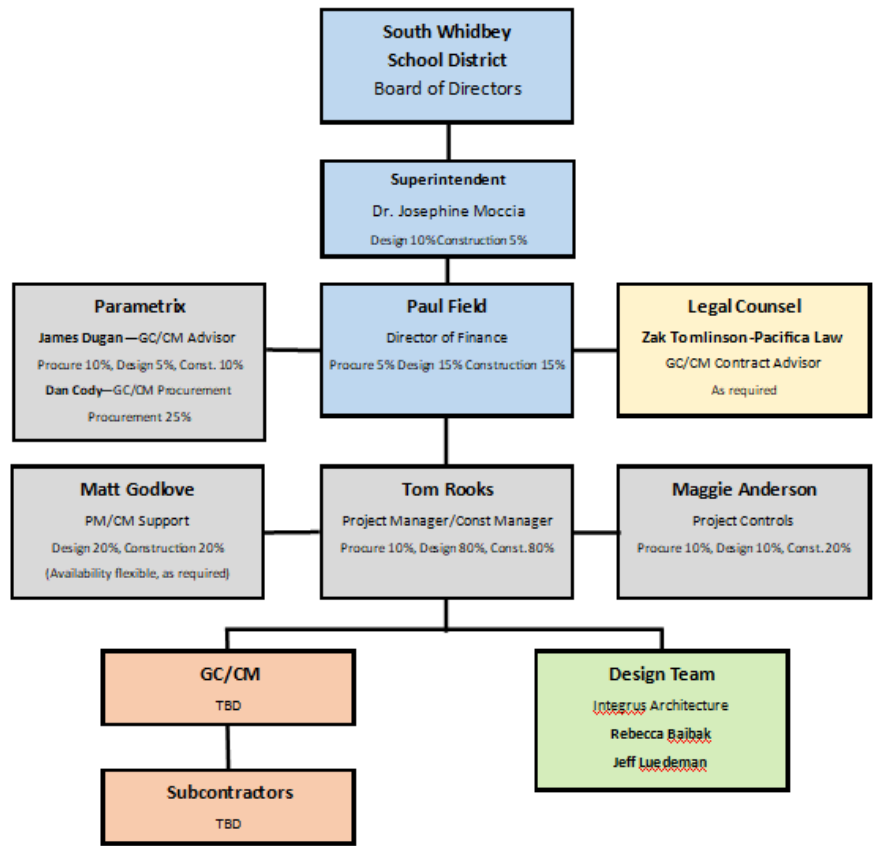 South Whidbey
School District
Board of Directors
Superintendent
Dr. Josephine Moccia
Design 10% Construction 5%
Parametrix
James Dugan—GC/CM Advisor
Procure 10%, Design 5%, Const. 10%
Dan Cody—GC/CM Procurement
Procurement 25%
Paul Field
Director of Finance
Procure 5% Design 15% Construction 15%
Legal Counsel
Zak Tomlinson-Pacifica Law
GC/CM Contract Advisor
As required
Matt Godlove
PM/CM Support
Design 20%, Construction 20%
(Availability flexible, as required)
Tom Rooks
Project Manager/Const Manager
Procure 10%, Design 80%, Const. 80%
Maggie Anderson
Project Controls
Procure 10%, Design 10%, Const. 20%
GC/CM
TBD
Subcontractors
TBD
Design Team
Integrus Architecture
Rebecca Baibak
Jeff Luedeman